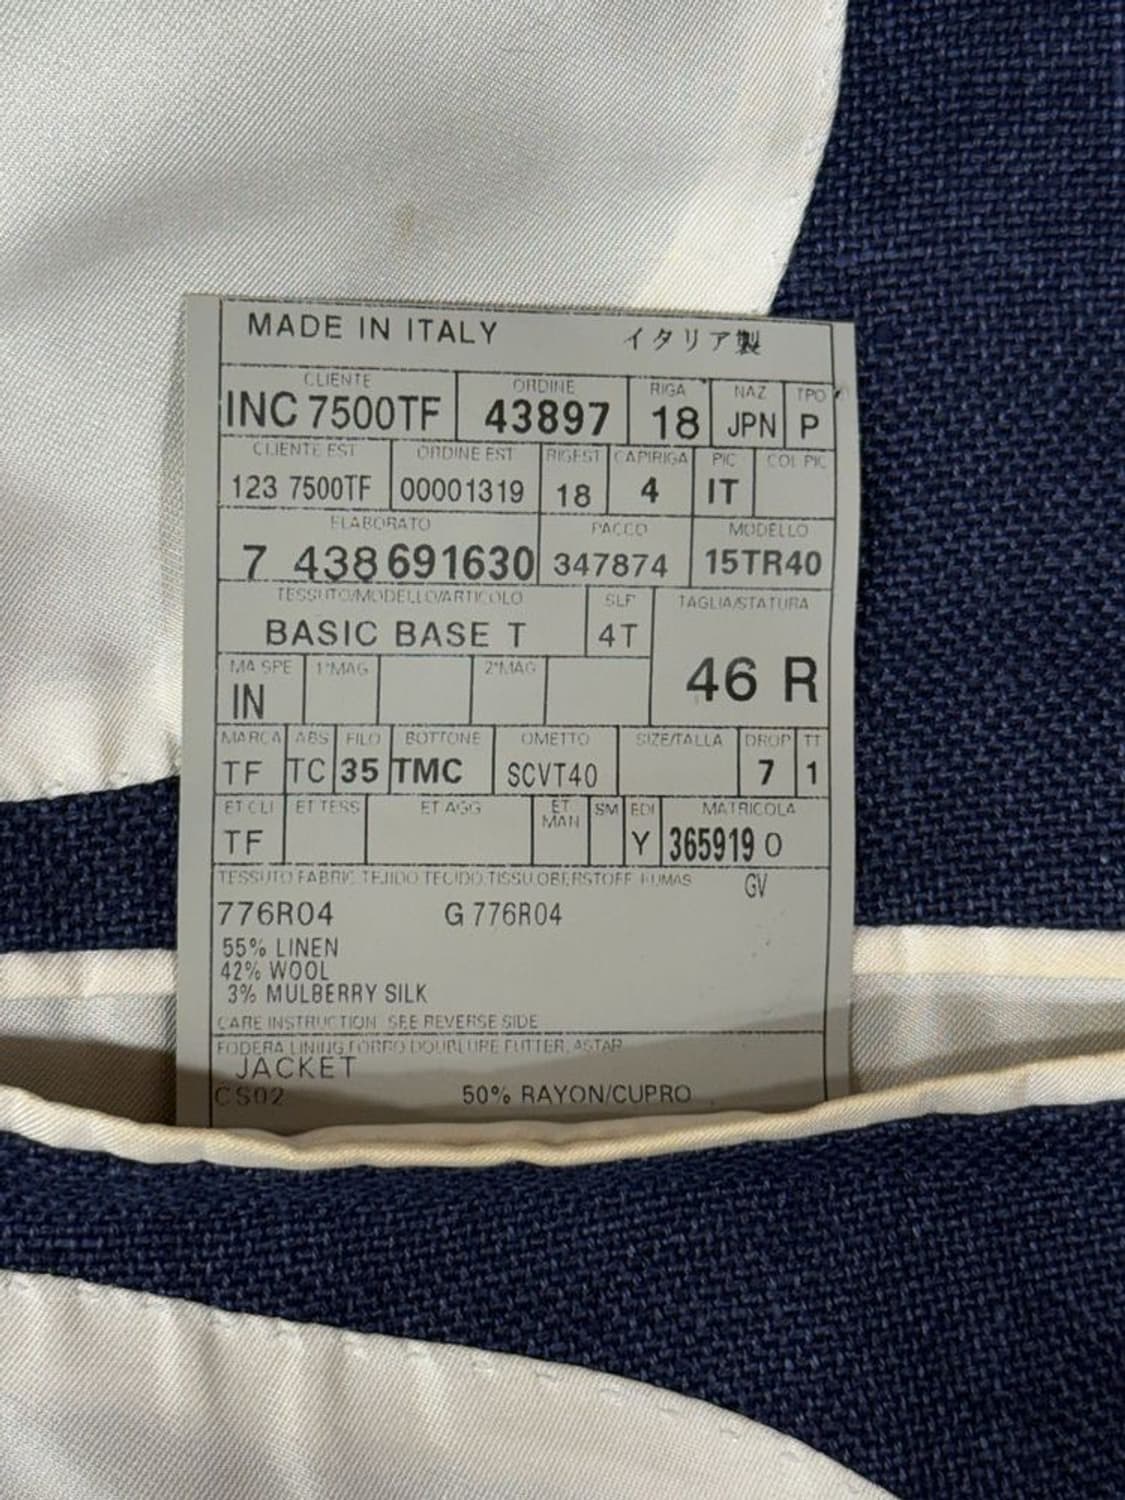 MADE IN ITALY イタリア製
CLIENTE ORDINE RIGA NAZ TPO
INC 7500TF 43897 18 JPN P
CLIENTE EST ORDINE EST RIGEST CAPIRIGA PIC COL PIC
123 7500TF 00001319 18 4 IT
ELABORATO PACCO MODELLO
7 438691630 347874 15TR40
TESSUTO/MODELLO/ARTICOLO SLF TAGLIA/STATURA
BASIC BASE T 4T 46 R
MA SPE 1°MAG 2°MAG
IN
MARCA ABS FILO BOTTONE OMETTO SIZE/TALLA DROP TT
TF TC 35 TMC SCVT40 7 1
ET CLI ET TESS ET AGG ET MAN SM EDI MATRICOLA
TF Y 365919 0
TESSUTO FABRIC TEJIDO TECIDO TISSU OBERSTOFF KUMAS GV
776R04 G 776R04
55% LINEN
42% WOOL
3% MULBERRY SILK
CARE INSTRUCTION SEE REVERSE SIDE
FODERA LINING FORRO DOUBLURE FUTTER, ASTAR
JACKET
CS02 50% RAYON/CUPRO